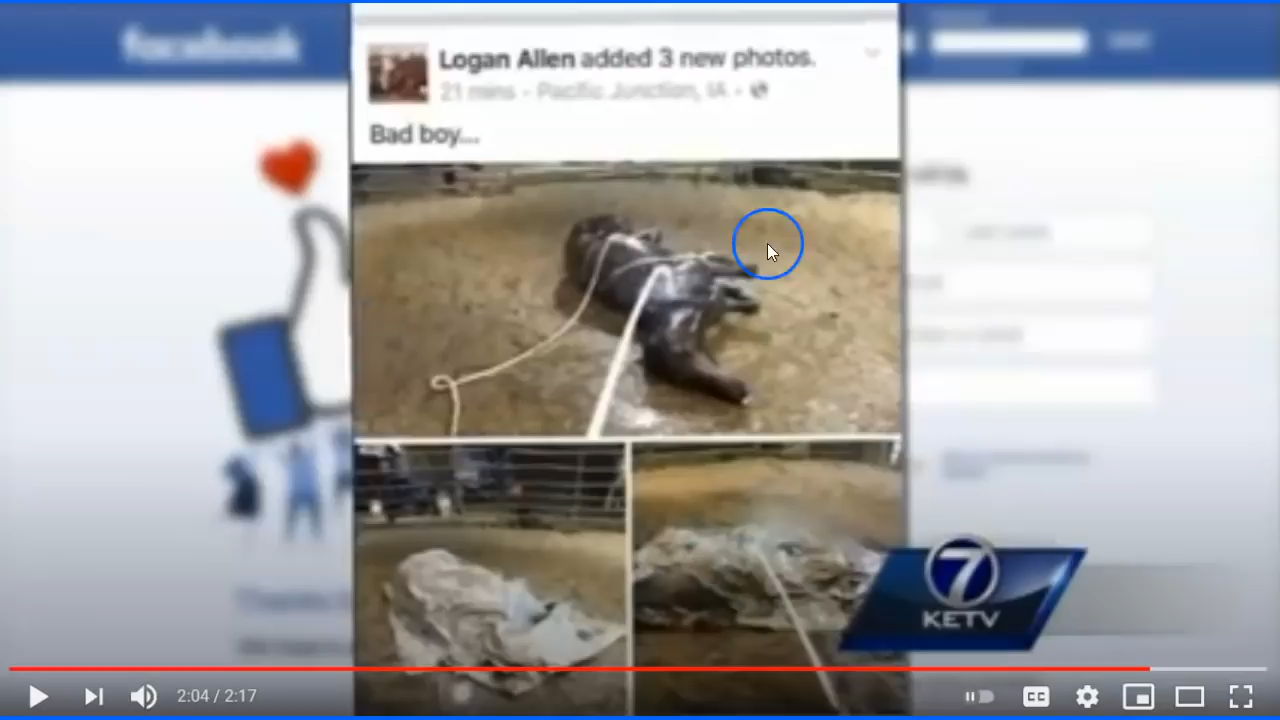 facebook
Logan Allen added 3 new photos.
21 mins - Pacific Junction, IA -
Bad boy...
7
KETV
2:04 / 2:17
CC